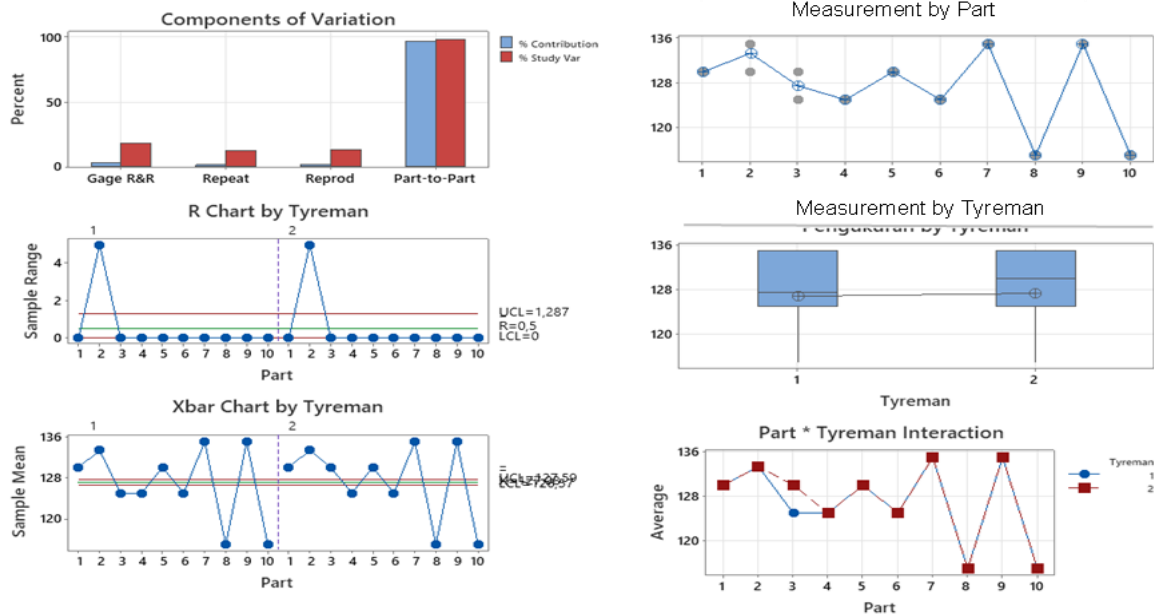 Components of Variation
100
50
0
Percent
% Contribution
% Study Var
Gage R&R Repeat Reprod Part-to-Part
R Chart by Tyreman
1 2
4
2
0
Sample Range
UCL=1,287
R=0,5
LCL=0
1 2 3 4 5 6 7 8 9 10 1 2 3 4 5 6 7 8 9 10
Part
Xbar Chart by Tyreman
1 2
136
128
120
Sample Mean
UCL=127,59
1 2 3 4 5 6 7 8 9 10 1 2 3 4 5 6 7 8 9 10
Part
Measurement by Part
136
128
120
1 2 3 4 5 6 7 8 9 10
Measurement by Tyreman
Pengukuran by Tyreman
136
128
120
1 2
Tyreman
Part * Tyreman Interaction
136
128
120
Average
Tyreman
1
2
1 2 3 4 5 6 7 8 9 10
Part